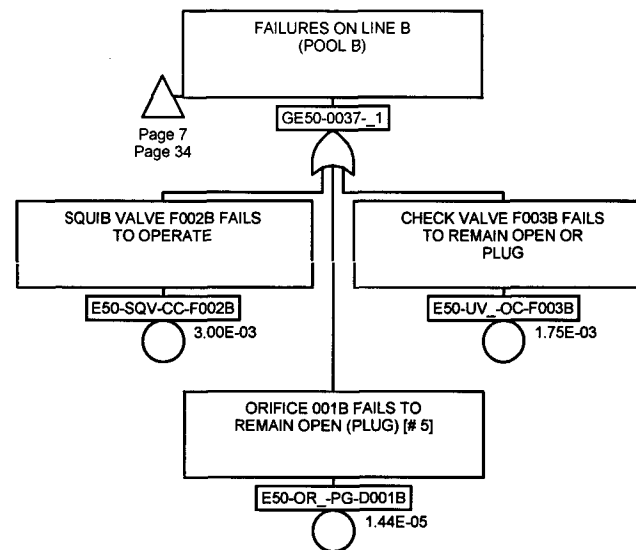 FAILURES ON LINE B
(POOL B)
Page 7
Page 34
GE50-0037-_1
SQUIB VALVE F002B FAILS
TO OPERATE
E50-SQV-CC-F002B
3.00E-03
CHECK VALVE F003B FAILS
TO REMAIN OPEN OR
PLUG
E50-UV_-OC-F003B
1.75E-03
ORIFICE 001B FAILS TO
REMAIN OPEN (PLUG) [# 5]
E50-OR_-PG-D001B
1.44E-05